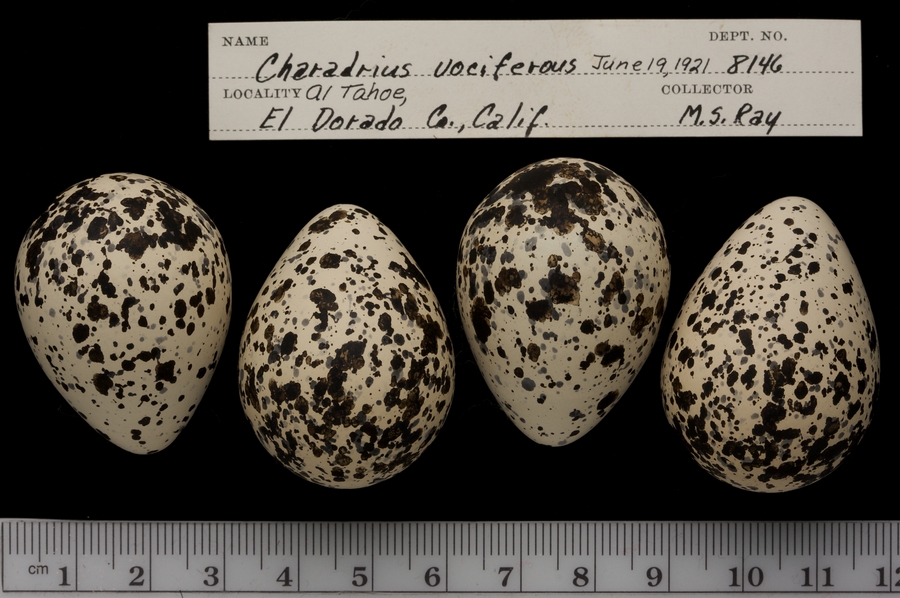 NAME DEPT. NO.
Charadrius vociferous June 19, 1921 8146
LOCALITY Al Tahoe, COLLECTOR
El Dorado Co., Calif. M.S. Ray
cm 1 2 3 4 5 6 7 8 9 10 11 12